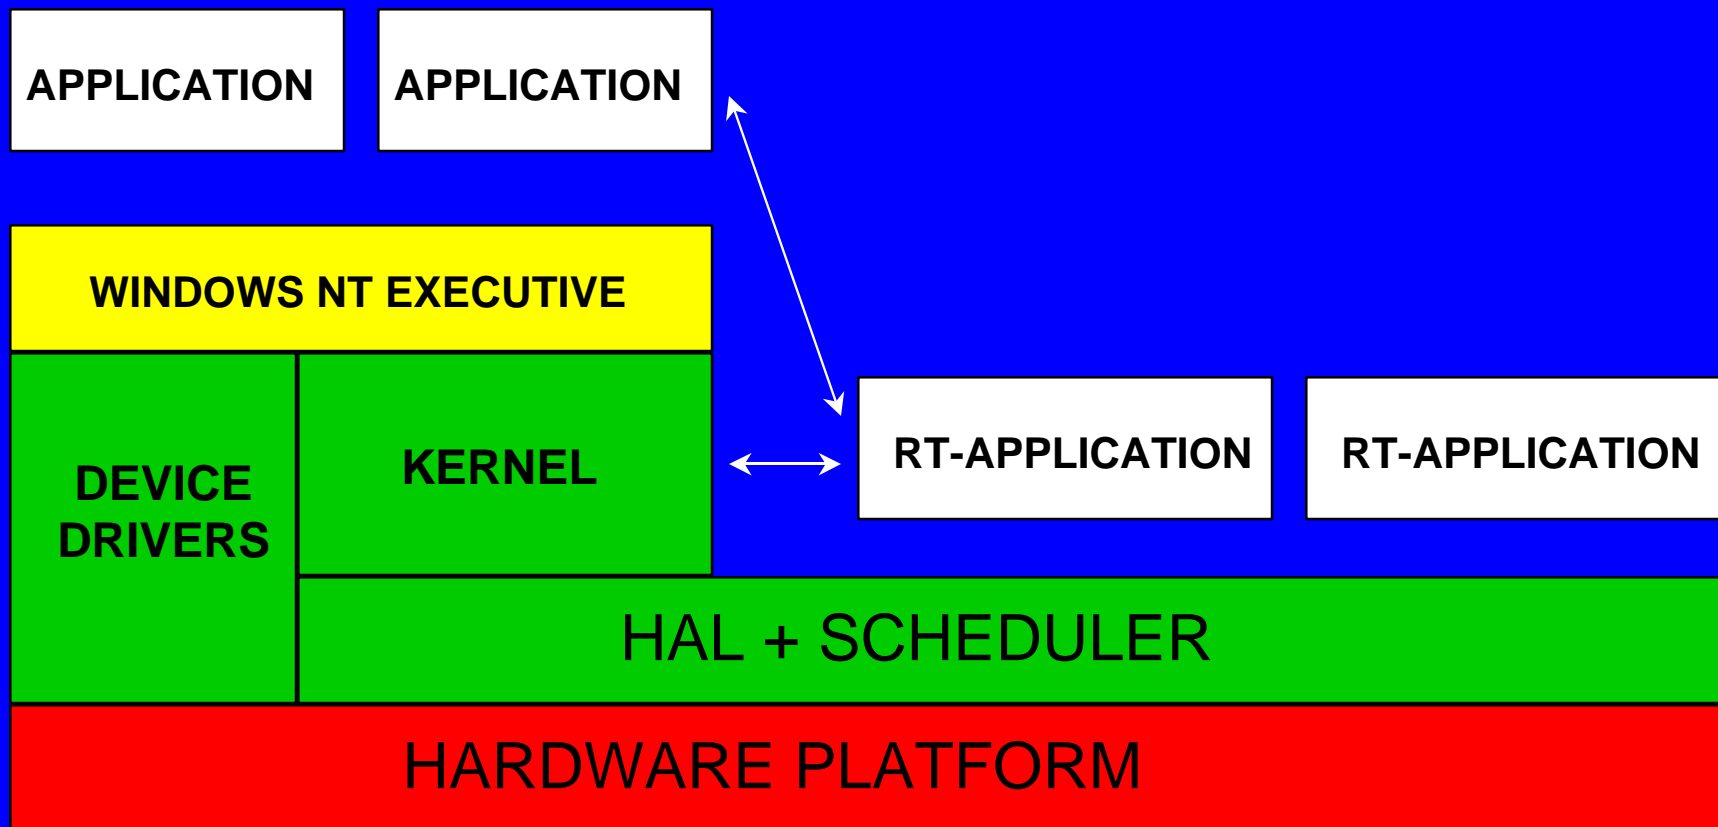 APPLICATION
APPLICATION
WINDOWS NT EXECUTIVE
DEVICE
DRIVERS
KERNEL
RT-APPLICATION
RT-APPLICATION
HAL + SCHEDULER
HARDWARE PLATFORM